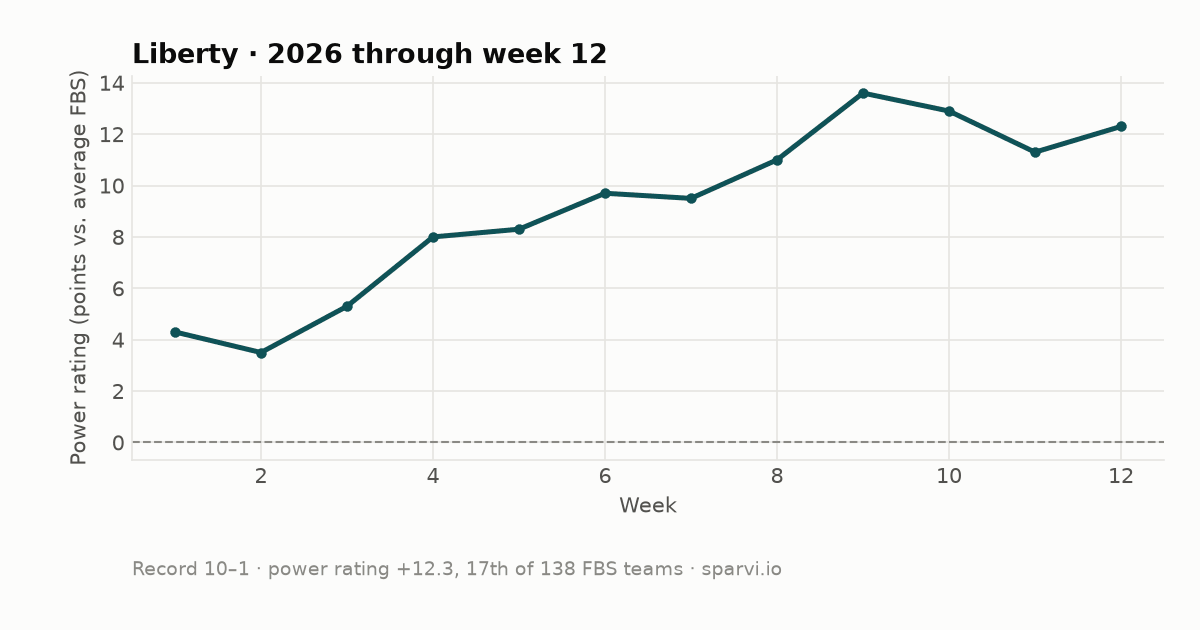 Liberty · 2026 through week 12
Power rating (points vs. average FBS)
14
12
10
8
6
4
2
0
2 4 6 8 10 12
Week
Record 10–1 · power rating +12.3, 17th of 138 FBS teams · sparvi.io